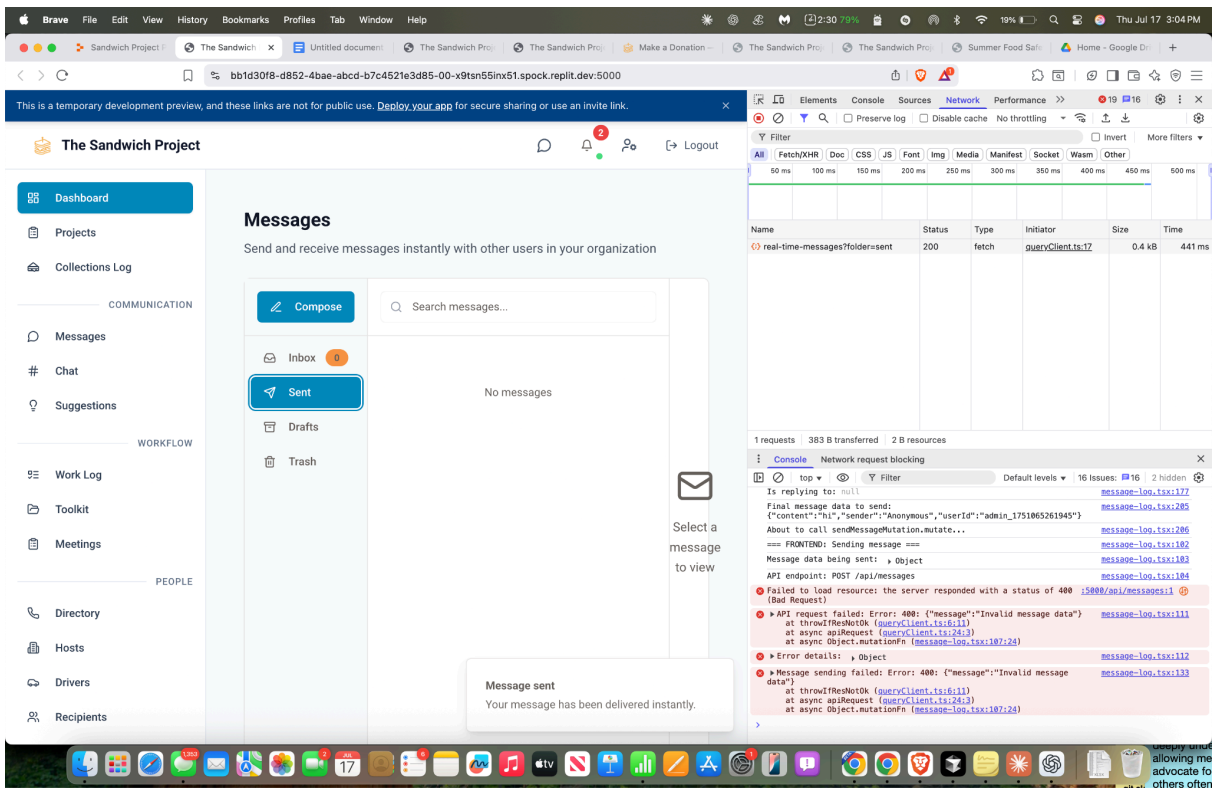 Brave File Edit View History Bookmarks Profiles Tab Window Help 2:30 79% 19% Thu Jul 17 3:04 PM
Sandwich Project The Sandwich Untitled document The Sandwich Proj The Sandwich Proj Make a Donation – The Sandwich Proj The Sandwich Proj Summer Food Safe Home - Google Dri
bb1d30f8-d852-4bae-abcd-b7c4521e3d85-00-x9tsn55inx51.spock.replit.dev:5000
This is a temporary development preview, and these links are not for public use. Deploy your app for secure sharing or use an invite link.
The Sandwich Project
2
Logout
Dashboard
Projects
Collections Log
COMMUNICATION
Messages
Chat
Suggestions
WORKFLOW
Work Log
Toolkit
Meetings
PEOPLE
Directory
Hosts
Drivers
Recipients
Messages
Send and receive messages instantly with other users in your organization
Compose
Search messages...
Inbox 0
Sent
Drafts
Trash
No messages
Select a
message
to view
Message sent
Your message has been delivered instantly.
Elements Console Sources Network Performance 19 16
Preserve log Disable cache No throttling
Filter Invert More filters
All Fetch/XHR Doc CSS JS Font Img Media Manifest Socket Wasm Other
50 ms 100 ms 150 ms 200 ms 250 ms 300 ms 350 ms 400 ms 450 ms 500 ms
Name Status Type Initiator Size Time
real-time-messages?folder=sent 200 fetch queryClient.ts:17 0.4 kB 441 ms
1 requests 383 B transferred 2 B resources
Console Network request blocking
top Filter Default levels 16 Issues: 16 2 hidden
Is replying to: null message-log.tsx:177
Final message data to send: message-log.tsx:205
{"content":"hi","sender":"Anonymous","userId":"admin_1751065261945"}
About to call sendMessageMutation.mutate... message-log.tsx:206
=== FRONTEND: Sending message === message-log.tsx:102
Message data being sent: Object message-log.tsx:103
API endpoint: POST /api/messages message-log.tsx:104
Failed to load resource: the server responded with a status of 400 :5000/api/messages:1
(Bad Request)
API request failed: Error: 400: {"message":"Invalid message data"} message-log.tsx:111
at throwIfResNotOk (queryClient.ts:6:11)
at async apiRequest (queryClient.ts:24:3)
at async Object.mutationFn (message-log.tsx:107:24)
Error details: Object message-log.tsx:112
Message sending failed: Error: 400: {"message":"Invalid message message-log.tsx:133
data"}
at throwIfResNotOk (queryClient.ts:6:11)
at async apiRequest (queryClient.ts:24:3)
at async Object.mutationFn (message-log.tsx:107:24)
JUL
17
tv
allowing me
advocate fo
others often